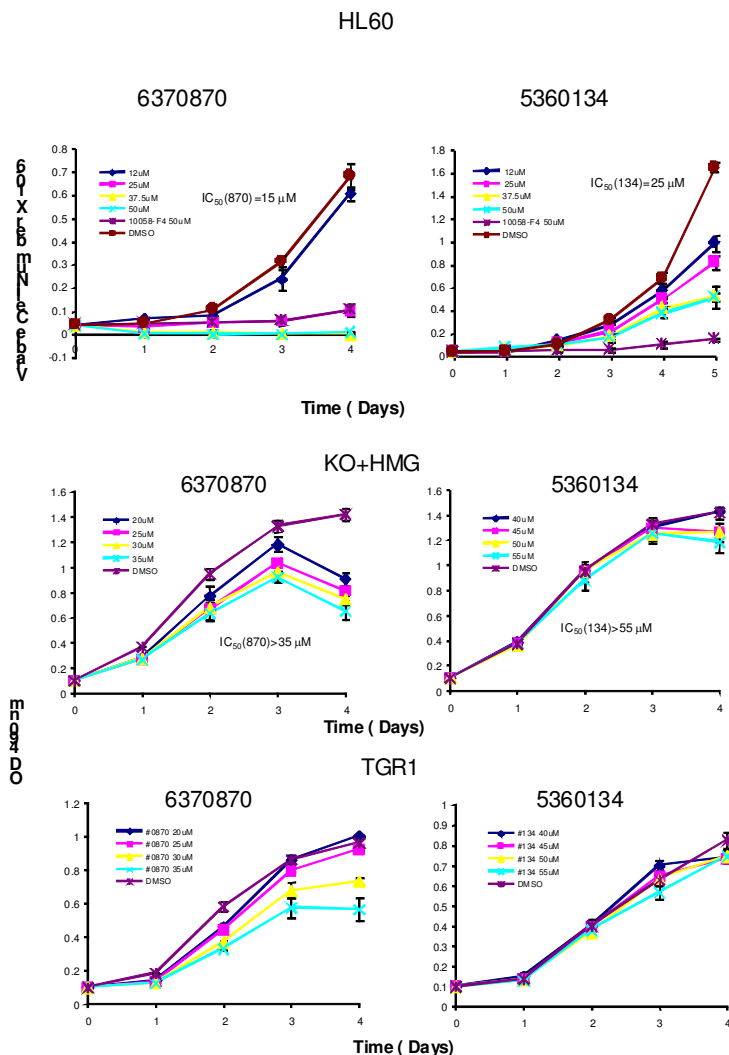 HL60
6370870
5360134
Viable Cell Number X 10 6
0.8
0.7
0.6
0.5
0.4
0.3
0.2
0.1
0
-0.1
12uM
25uM
37.5uM
50uM
10058-F4 50uM
DMSO
IC50(870)=15 µM
0 1 2 3 4
1.8
1.6
1.4
1.2
1
0.8
0.6
0.4
0.2
0
12uM
25uM
37.5uM
50uM
10058-F4 50uM
DMSO
IC50(134)=25 µM
0 1 2 3 4 5
Time ( Days)
KO+HMG
6370870
5360134
1.6
1.4
1.2
1
0.8
0.6
0.4
0.2
0
20uM
25uM
30uM
35uM
DMSO
IC50(870)>35 µM
0 1 2 3 4
1.6
1.4
1.2
1
0.8
0.6
0.4
0.2
0
40uM
45uM
50uM
55uM
DMSO
IC50(134)>55 µM
0 1 2 3 4
Time ( Days)
OD 490nm
TGR1
6370870
5360134
1.2
1
0.8
0.6
0.4
0.2
0
#0870 20uM
#0870 25uM
#0870 30uM
#0870 35uM
DMSO
0 1 2 3 4
1
0.9
0.8
0.7
0.6
0.5
0.4
0.3
0.2
0.1
0
#134 40uM
#134 45uM
#134 50uM
#134 55uM
DMSO
0 1 2 3 4
Time ( Days)